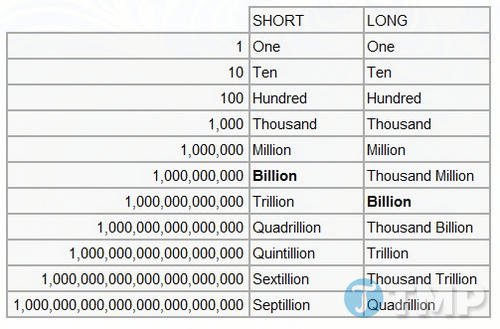 SHORT LONG
1 One One
10 Ten Ten
100 Hundred Hundred
1,000 Thousand Thousand
1,000,000 Million Million
1,000,000,000 Billion Thousand Million
1,000,000,000,000 Trillion Billion
1,000,000,000,000,000 Quadrillion Thousand Billion
1,000,000,000,000,000,000 Quintillion Trillion
1,000,000,000,000,000,000,000 Sextillion Thousand Trillion
1,000,000,000,000,000,000,000,000 Septillion Quadrillion
TMP